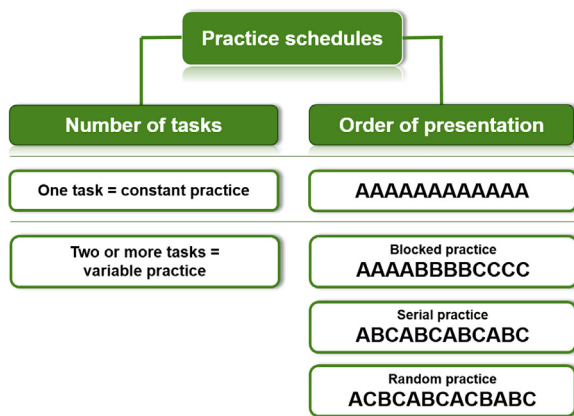 Practice schedules
Number of tasks
Order of presentation
One task = constant practice
AAAAAAAAAAAA
Two or more tasks =
variable practice
Blocked practice
AAAABBBBCCCC
Serial practice
ABCABCABCABC
Random practice
ACBCABCACBABC